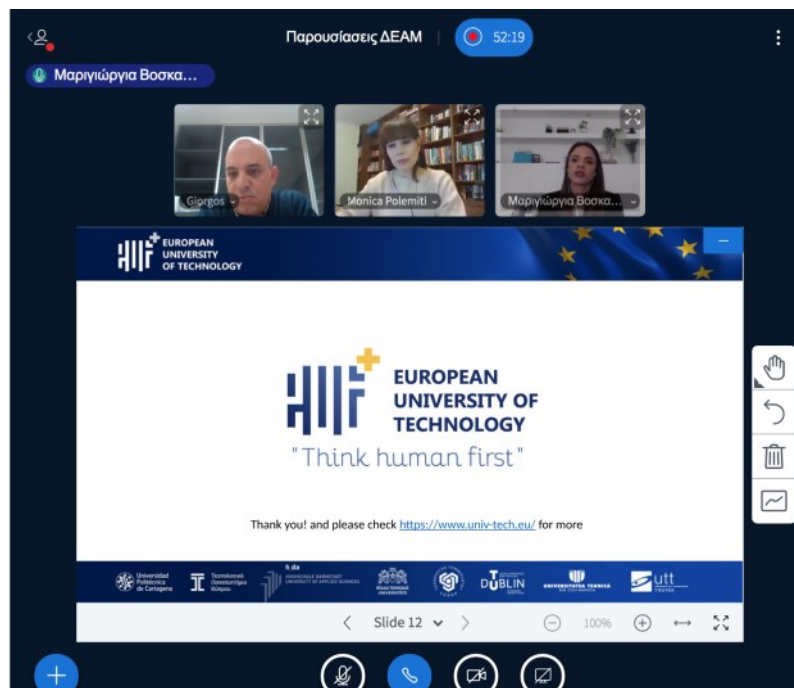 Παρουσίασεις ΔΕΑΜ
52:19
Μαριγιώργια Βοσκα...
Giorgos
Monica Polemiti
Μαριγιώργια Βοσκα...
EUROPEAN
UNIVERSITY
OF TECHNOLOGY
EUROPEAN
UNIVERSITY OF
TECHNOLOGY
"Think human first"
Thank you! and please check https://www.univ-tech.eu/ for more
Universidad
Politécnica
de Cartagena
Τεχνολογικό
Πανεπιστήμιο
Κύπρου
h_da
HOCHSCHULE DARMSTADT
UNIVERSITY OF APPLIED SCIENCES
DUBLIN
UNIVERSITATEA TEHNICĂ
utt
TROYES
Slide 12
100%